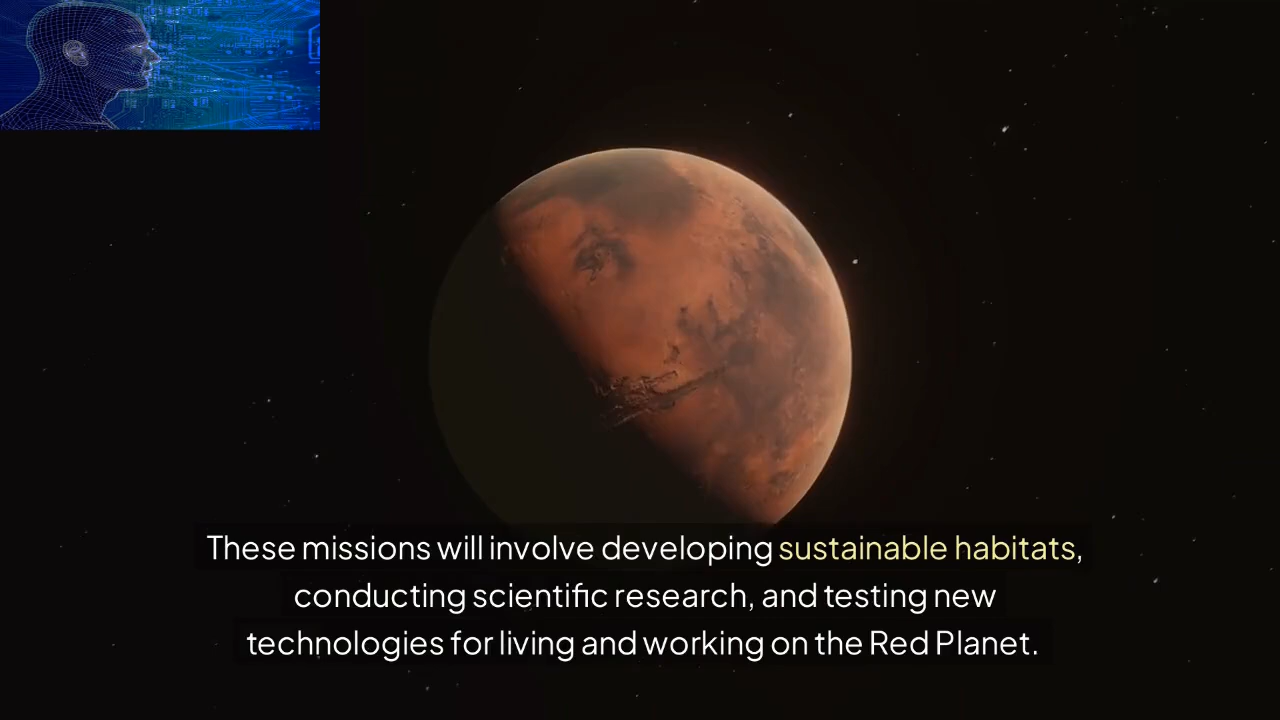 These missions will involve developing sustainable habitats,
conducting scientific research, and testing new
technologies for living and working on the Red Planet.